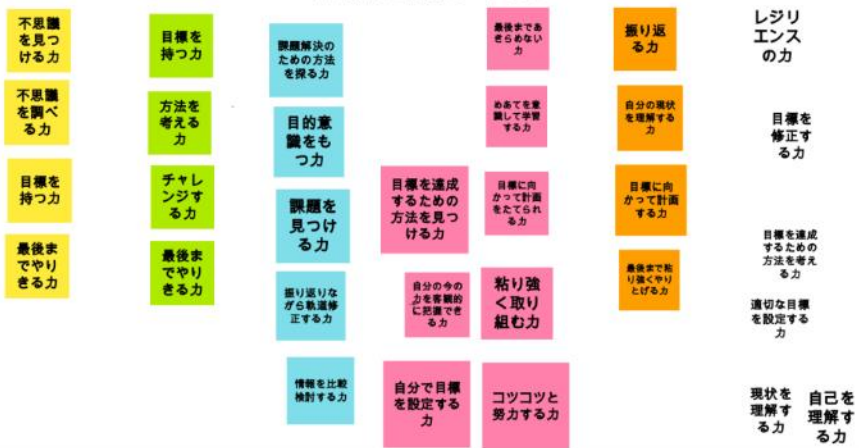 不思議
を見つ
ける力
不思議
を調べ
る力
目標を
持つ力
最後ま
でやり
きる力
目標を
持つ力
方法を
考える
力
チャレ
ンジす
る力
最後ま
でやり
きる力
課題解決の
ための方法
を探る力
目的意
識をも
つ力
課題を
見つけ
る力
振り返りな
がら軌道修
正する力
情報を比較
検討する力
目標を達成
するための
方法を見つ
ける力
自分の今の
力を客観的
に把握でき
る力
自分で目標
を設定する
力
最後まであ
きらめない
力
めあてを意
識して学習
する力
目標に向
かって計画
をたてられ
る力
粘り強
く取り
組む力
コツコツと
努力する力
振り返
る力
自分の現状
を理解する
力
目標に向
かって計画
する力
最後まで粘
り強くやり
とげる力
レジリ
エンス
の力
目標を
修正す
る力
目標を達成
するための
方法を考え
る力
適切な目標
を設定する
力
現状を
理解す
る力
自己を
理解す
る力